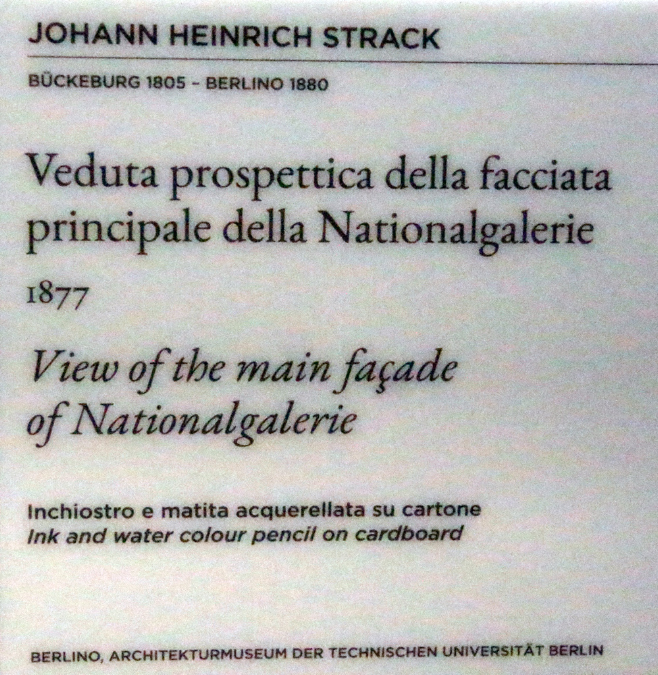 JOHANN HEINRICH STRACK
BÜCKEBURG 1805 – BERLINO 1880
Veduta prospettica della facciata
principale della Nationalgalerie
1877
View of the main façade
of Nationalgalerie
Inchiostro e matita acquerellata su cartone
Ink and water colour pencil on cardboard
BERLINO, ARCHITEKTURMUSEUM DER TECHNISCHEN UNIVERSITÄT BERLIN